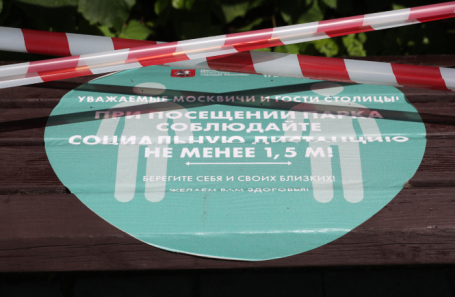 УВАЖАЕМЫЕ МОСКВИЧИ И ГОСТИ СТОЛИЦЫ!
ПРИ ПОСЕЩЕНИИ ПАРКА
СОБЛЮДАЙТЕ
СОЦИАЛЬНУЮ ДИСТАНЦИЮ
НЕ МЕНЕЕ 1,5 М!
БЕРЕГИТЕ СЕБЯ И СВОИХ БЛИЗКИХ!
ЖЕЛАЕМ ВАМ ЗДОРОВЬЯ!